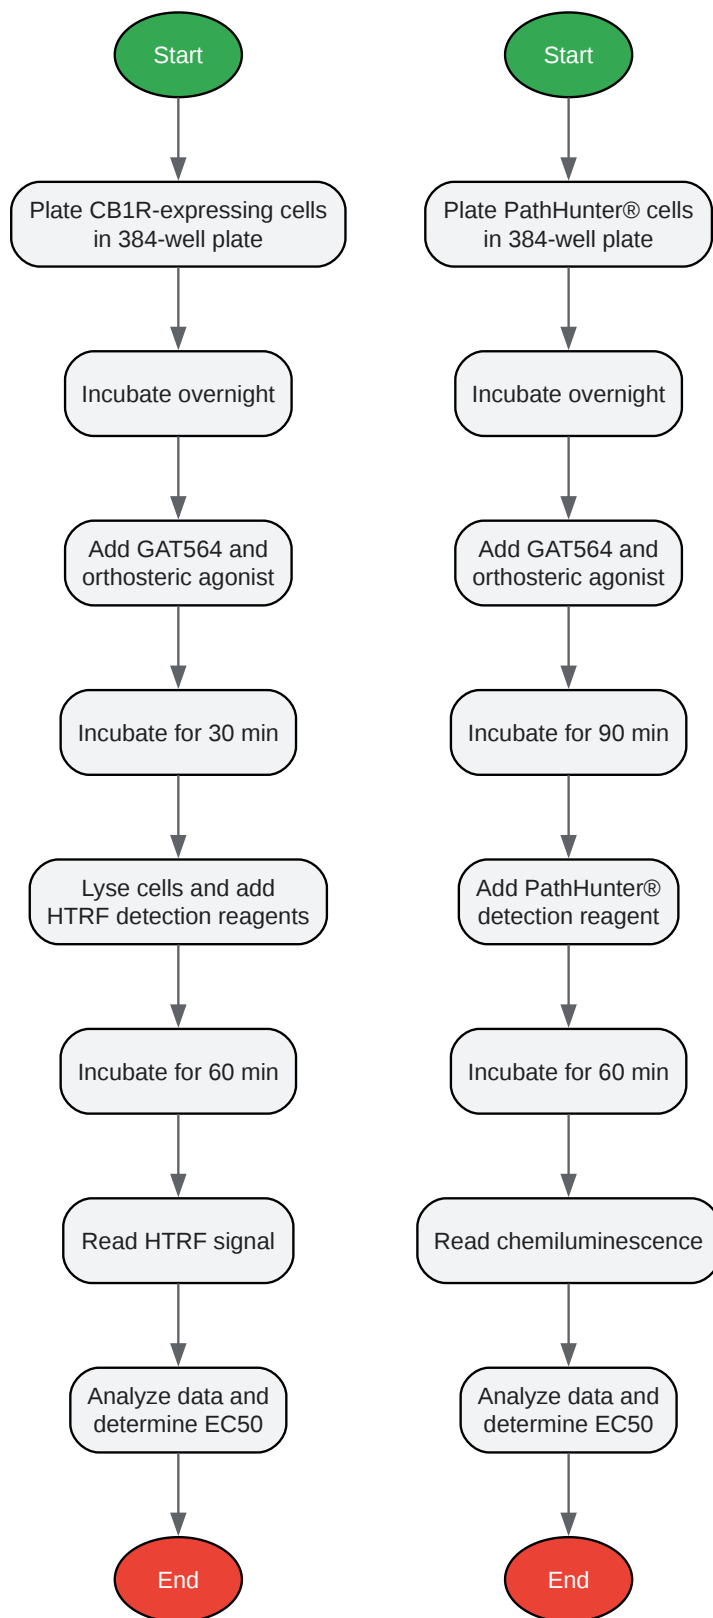 Start
Plate CB1R-expressing cells
in 384-well plate
Incubate overnight
Add GAT564 and
orthosteric agonist
Incubate for 30 min
Lyse cells and add
HTRF detection reagents
Incubate for 60 min
Read HTRF signal
Analyze data and
determine EC50
End
Start
Plate PathHunter® cells
in 384-well plate
Incubate overnight
Add GAT564 and
orthosteric agonist
Incubate for 90 min
Add PathHunter®
detection reagent
Incubate for 60 min
Read chemiluminescence
Analyze data and
determine EC50
End